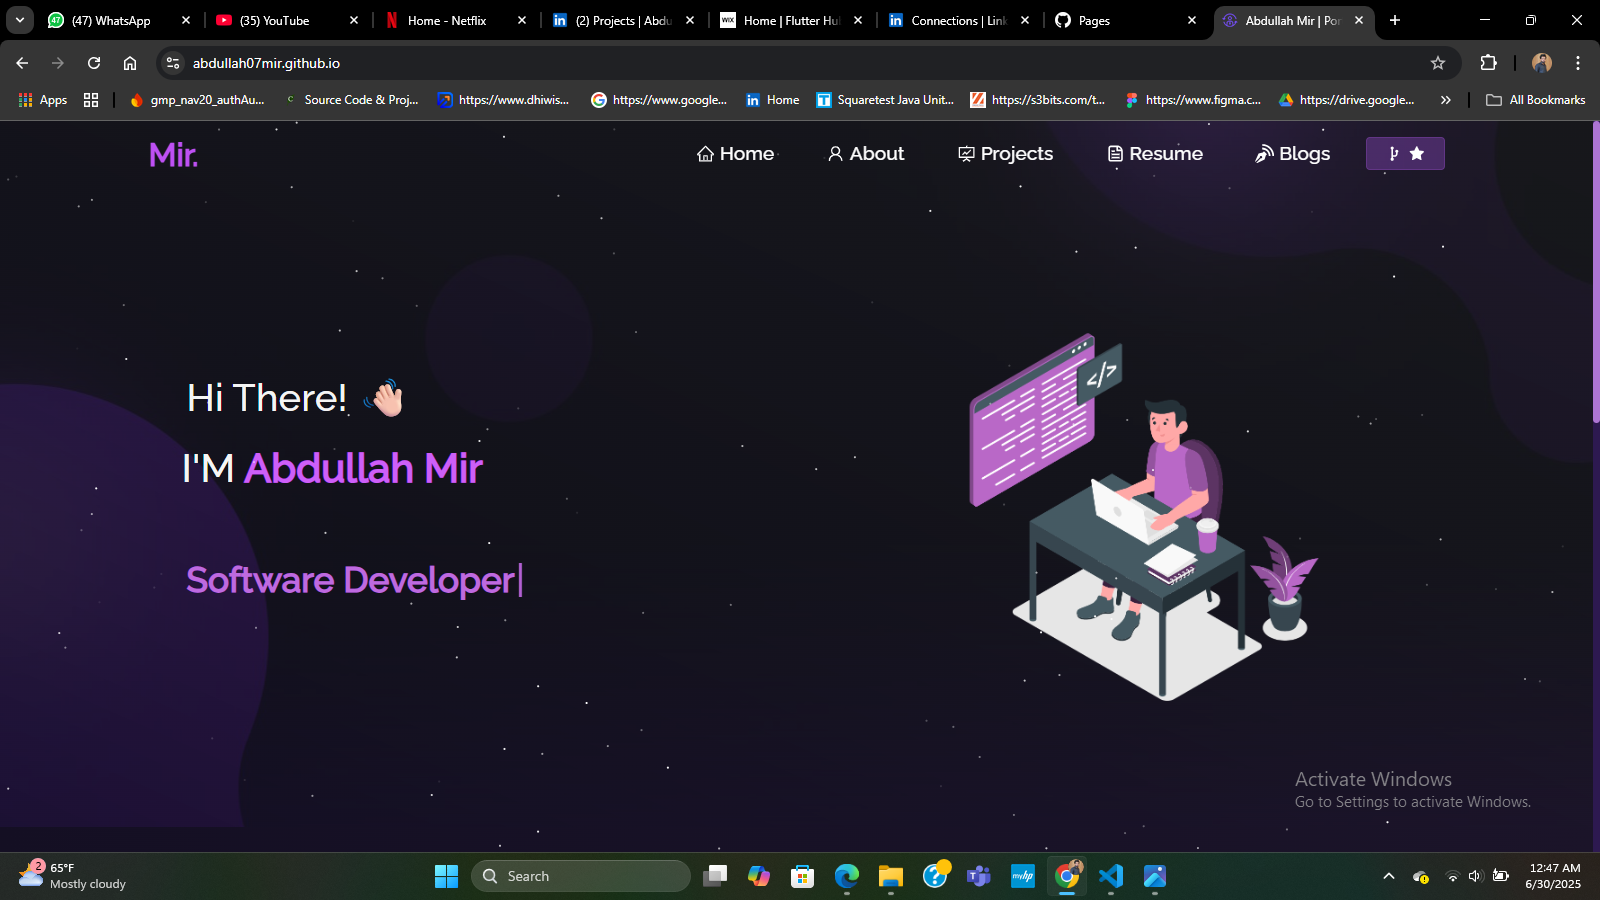 (47) WhatsApp
(35) YouTube
Home - Netflix
(2) Projects | Abdu
Home | Flutter Hu
Connections | Link
Pages
Abdullah Mir | Por
abdullah07mir.github.io
Apps
gmp_nav20_authAu...
Source Code & Proj...
https://www.dhiwis...
https://www.google...
Home
Squaretest Java Unit...
https://s3bits.com/t...
https://www.figma.c...
https://drive.google...
All Bookmarks
Mir.
Home
About
Projects
Resume
Blogs
Hi There!
I'M Abdullah Mir
Software Developer
</>
Activate Windows
Go to Settings to activate Windows.
2
65°F
Mostly cloudy
Search
12:47 AM
6/30/2025